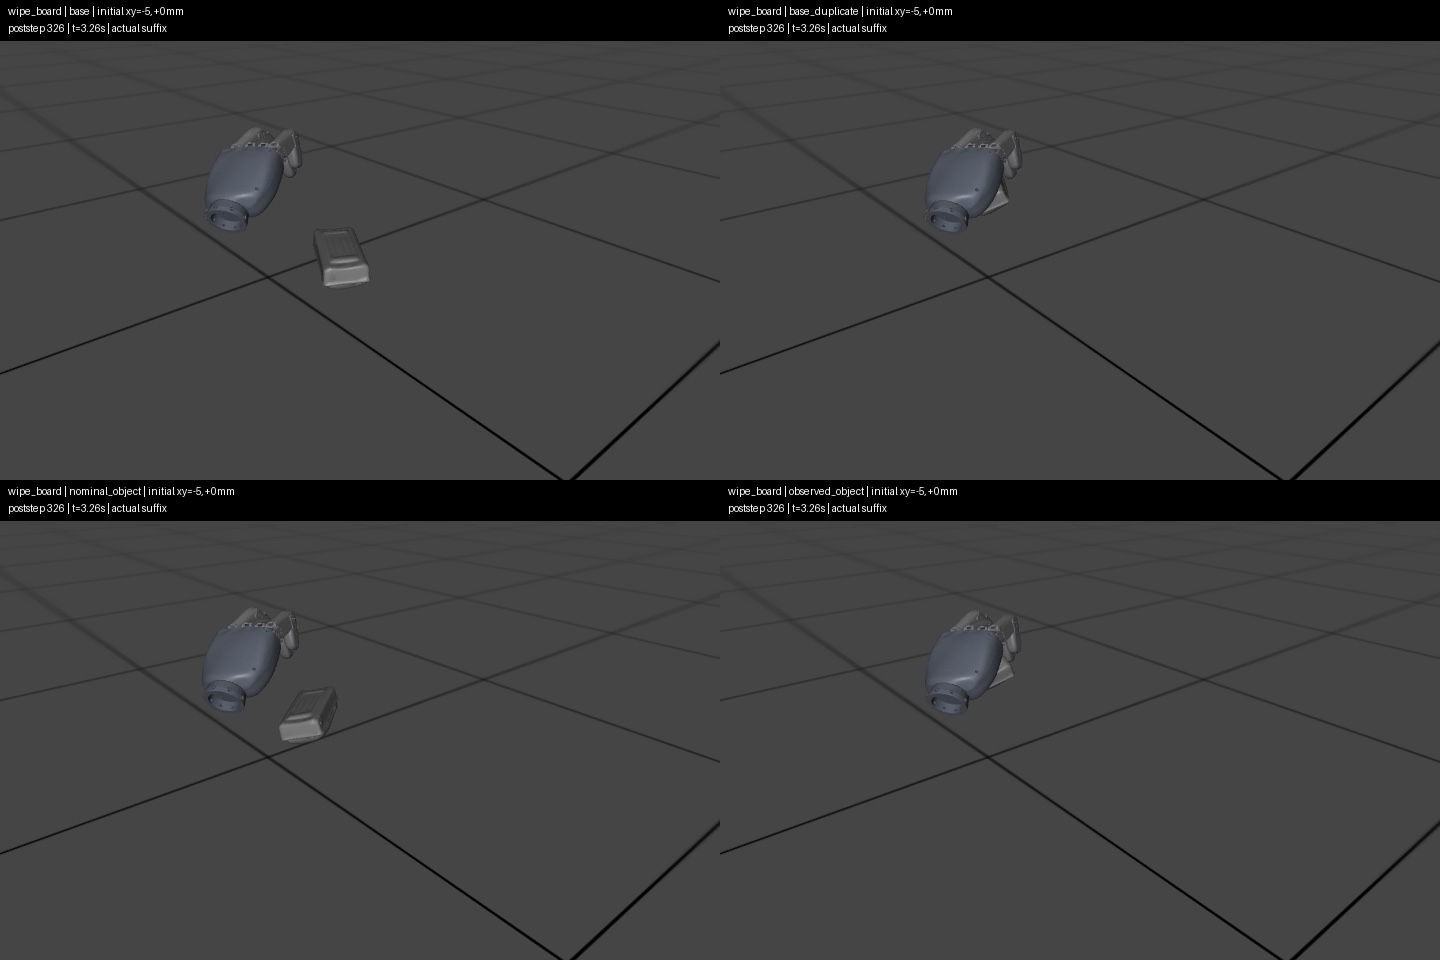 wipe_board | base | initial xy=-5, +0mm
poststep 326 | t=3.26s | actual suffix
wipe_board | base_duplicate | initial xy=-5, +0mm
poststep 326 | t=3.26s | actual suffix
wipe_board | nominal_object | initial xy=-5, +0mm
poststep 326 | t=3.26s | actual suffix
wipe_board | observed_object | initial xy=-5, +0mm
poststep 326 | t=3.26s | actual suffix